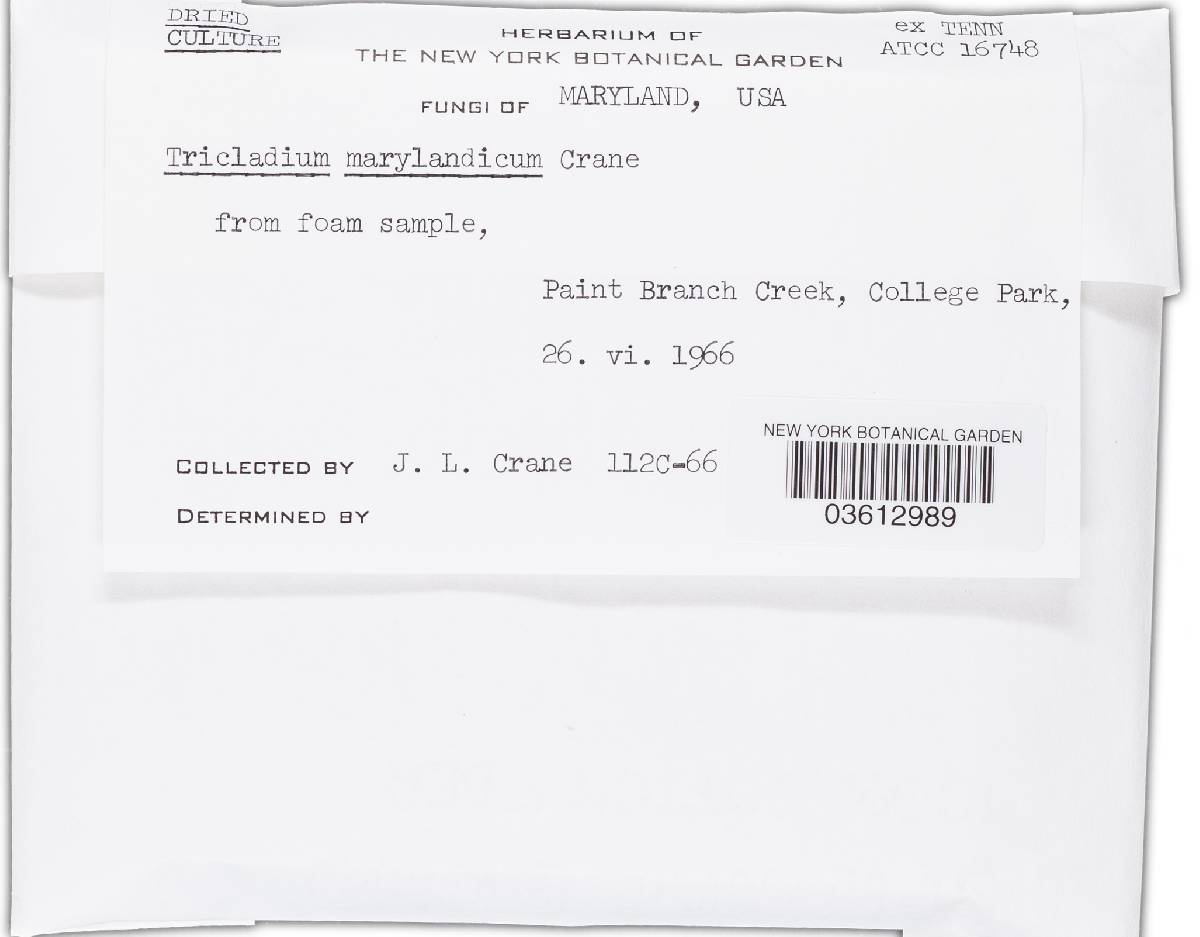 DRIED
CULTURE
ex TENN
ATCC 16748
HERBARIUM OF
THE NEW YORK BOTANICAL GARDEN
FUNGI OF MARYLAND, USA
Tricladium marylandicum Crane
from foam sample,
Paint Branch Creek, College Park,
26. vi. 1966
COLLECTED BY J. L. Crane 112C-66
DETERMINED BY
NEW YORK BOTANICAL GARDEN
03612989